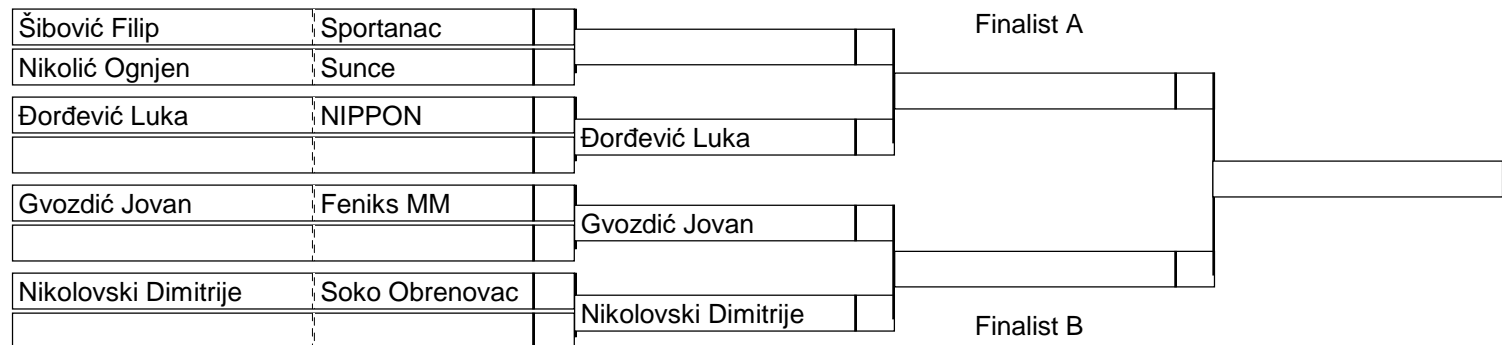 Šibović Filip Sportanac
Nikolić Ognjen Sunce
Đorđević Luka NIPPON
Gvozdić Jovan Feniks MM
Nikolovski Dimitrije Soko Obrenovac
Đorđević Luka
Gvozdić Jovan
Nikolovski Dimitrije
Finalist A
Finalist B